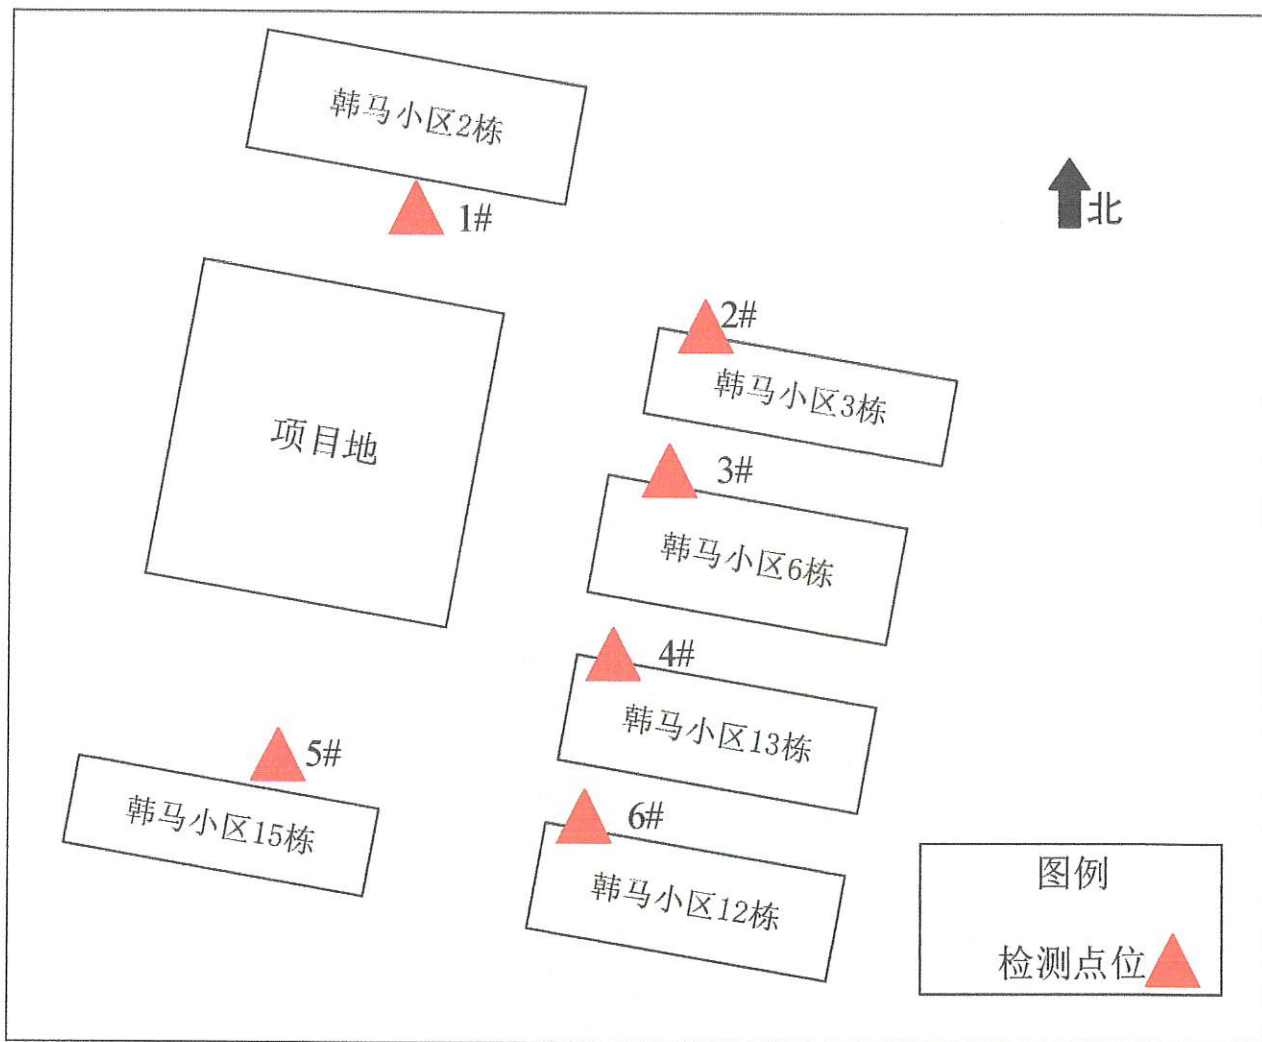 韩马小区2栋
1#
北
2#
韩马小区3栋
项目地
3#
韩马小区6栋
4#
韩马小区13栋
5#
韩马小区15栋
6#
韩马小区12栋
图例
检测点位